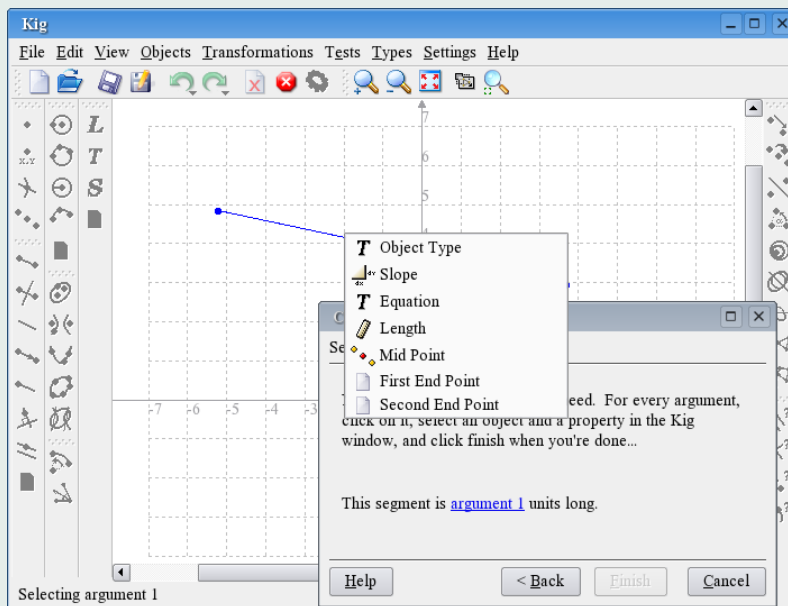 Kig
File Edit View Objects Transformations Tests Types Settings Help
L
x,y T
S
7
6
5
4
-7 -6 -5 -4 -3
T Object Type
dy dx Slope
T Equation
Length
Mid Point
First End Point
Second End Point
eed. For every argument,
click on it, select an object and a property in the Kig
window, and click finish when you're done...
This segment is argument 1 units long.
Help < Back Finish Cancel
Selecting argument 1